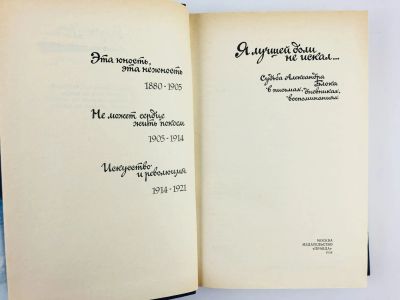 Эта юность,
эта нежность
1880 - 1905
Не может сердце
жить покоем
1905 - 1914
Искусство
и революция
1914 - 1921
Я лучшей доли
не искал...
Судьба Александра
Блока
в письмах, дневниках,
воспоминаниях
МОСКВА
ИЗДАТЕЛЬСТВО
«ПРАВДА»